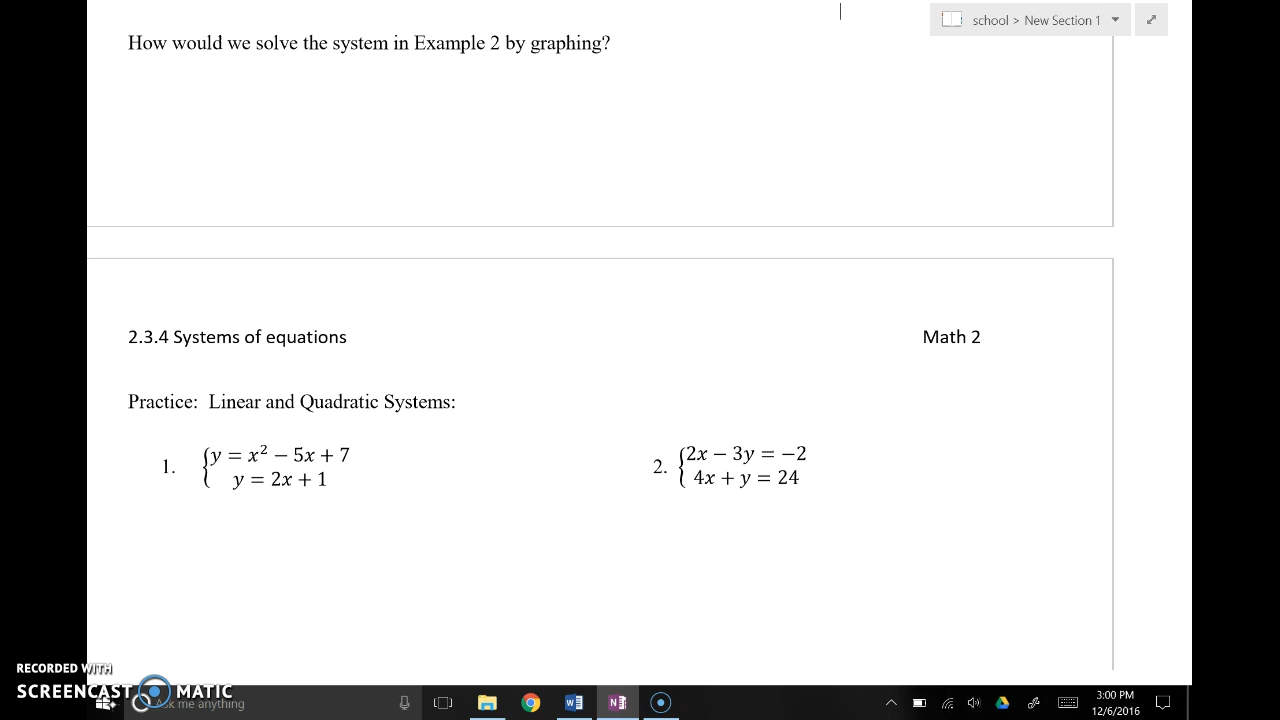 school > New Section 1
How would we solve the system in Example 2 by graphing?
2.3.4 Systems of equations Math 2
Practice: Linear and Quadratic Systems:
1. {y = x² − 5x + 7
y = 2x + 1
2. {2x − 3y = −2
4x + y = 24
RECORDED WITH
SCREENCAST MATIC
Ask me anything
3:00 PM
12/6/2016